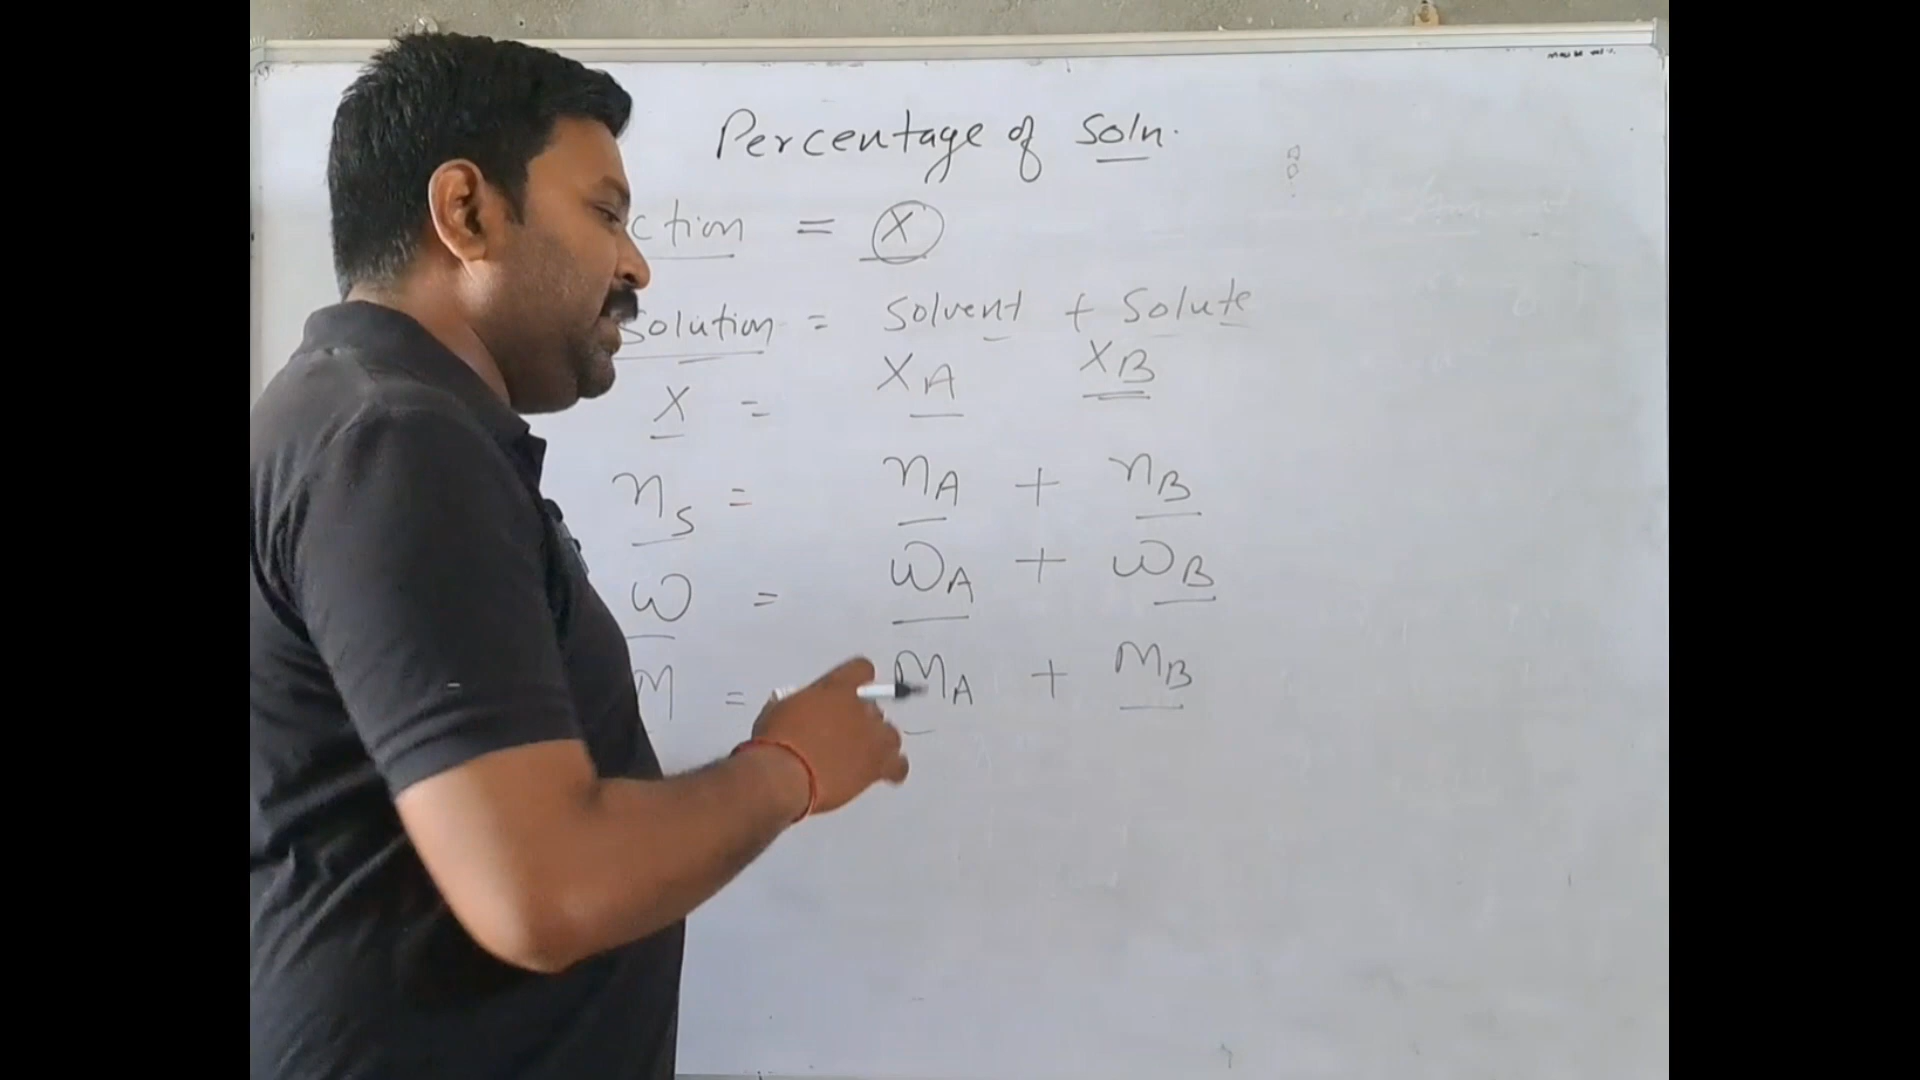 Percentage of Soln.
ction = X
Solution = Solvent + Solute
X = XA XB
ns = nA + nB
W = WA + WB
M = MA + MB